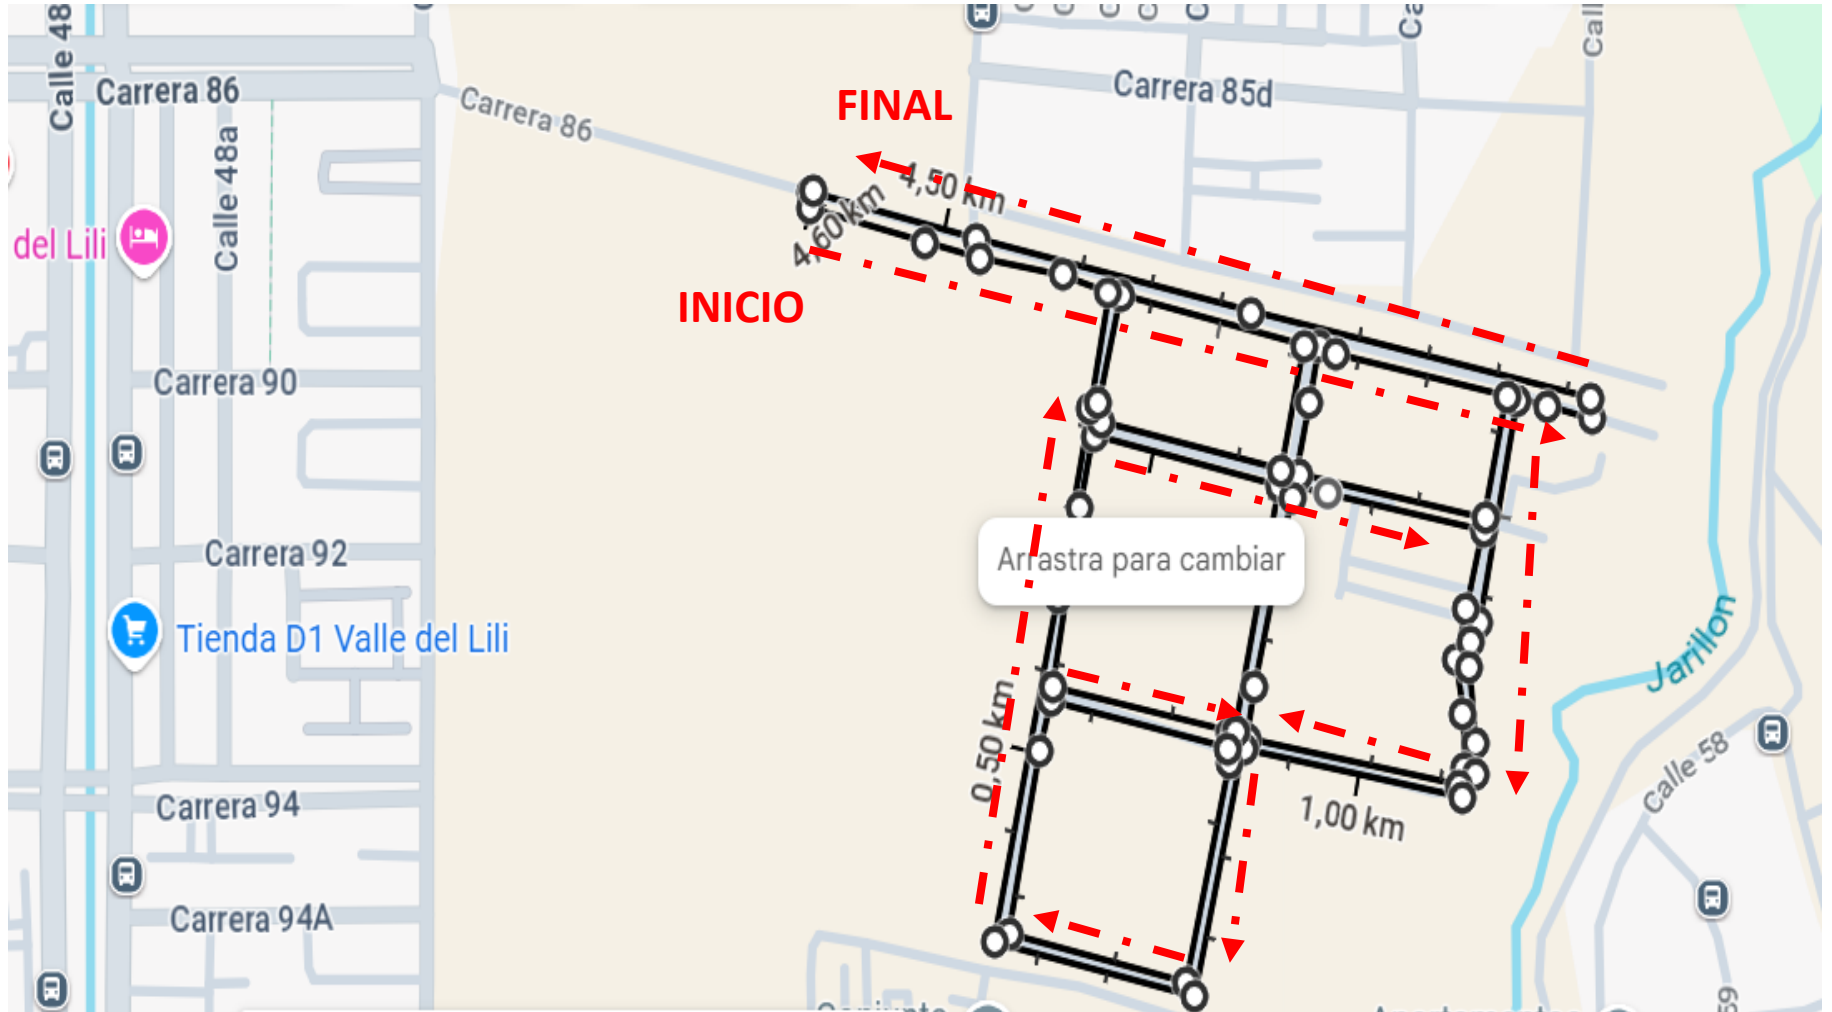 Calle 48
Carrera 86
Carrera 86
Calle 48a
del Lili
Carrera 90
Carrera 92
Tienda D1 Valle del Lili
Carrera 94
Carrera 94A
FINAL
4,50 km
4,60 km
INICIO
Carrera 85d
Arrastra para cambiar
0,50 km
1,00 km
Jarillon
Calle 58